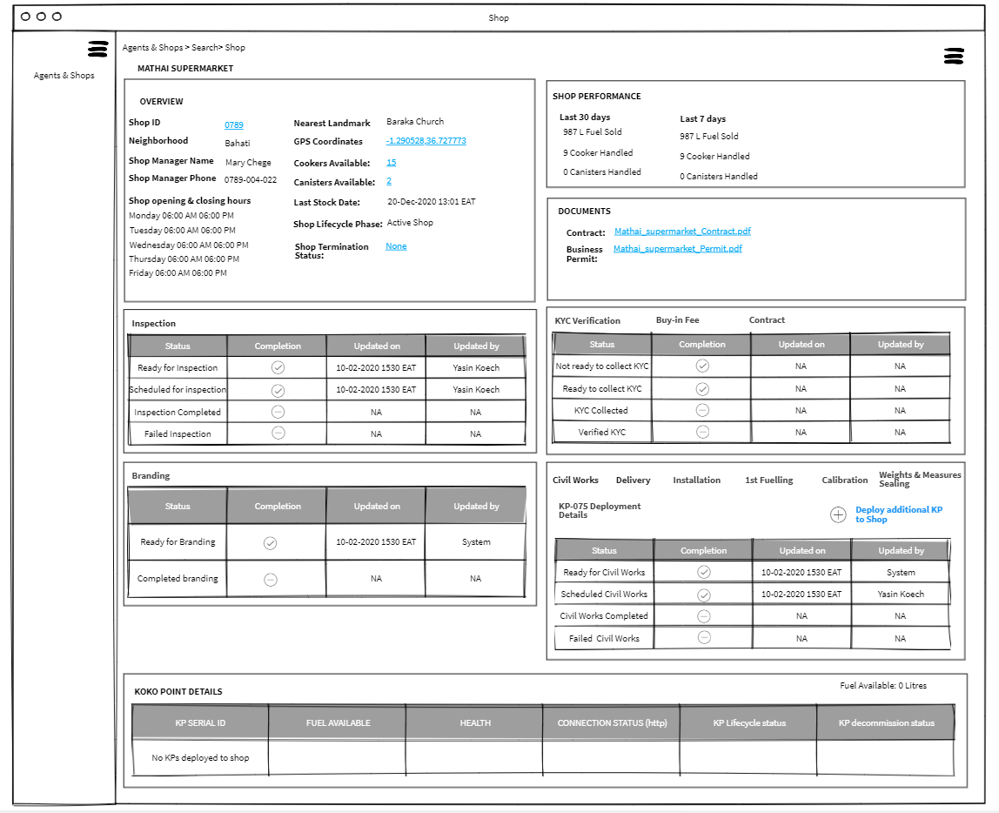 Shop
Agents & Shops
Agents & Shops > Search> Shop
MATHAI SUPERMARKET
OVERVIEW
Shop ID 0789
Neighborhood Bahati
Shop Manager Name Mary Chege
Shop Manager Phone 0789-004-022
Shop opening & closing hours
Monday 06:00 AM 06:00 PM
Tuesday 06:00 AM 06:00 PM
Wednesday 06:00 AM 06:00 PM
Thursday 06:00 AM 06:00 PM
Friday 06:00 AM 06:00 PM
Nearest Landmark Baraka Church
GPS Coordinates -1.290528,36.727773
Cookers Available: 15
Canisters Available: 2
Last Stock Date: 20-Dec-2020 13:01 EAT
Shop Lifecycle Phase: Active Shop
Shop Termination None
Status:
SHOP PERFORMANCE
Last 30 days
987 L Fuel Sold
9 Cooker Handled
0 Canisters Handled
Last 7 days
987 L Fuel Sold
9 Cooker Handled
0 Canisters Handled
DOCUMENTS
Contract: Mathai_supermarket_Contract.pdf
Business Mathai_supermarket_Permit.pdf
Permit:
Inspection
Status Completion Updated on Updated by
Ready for Inspection 10-02-2020 1530 EAT Yasin Koech
Scheduled for inspection 10-02-2020 1530 EAT Yasin Koech
Inspection Completed NA NA
Failed Inspection NA NA
KYC Verification Buy-in Fee Contract
Status Completion Updated on Updated by
Not ready to collect KYC NA NA
Ready to collect KYC NA NA
KYC Collected NA NA
Verified KYC NA NA
Branding
Status Completion Updated on Updated by
Ready for Branding 10-02-2020 1530 EAT System
Completed branding NA NA
Civil Works Delivery Installation 1st Fuelling Calibration Weights & Measures
Sealing
KP-075 Deployment
Details
Deploy additional KP
to Shop
Status Completion Updated on Updated by
Ready for Civil Works 10-02-2020 1530 EAT System
Scheduled Civil Works 10-02-2020 1530 EAT Yasin Koech
Civil Works Completed NA NA
Failed Civil Works NA NA
KOKO POINT DETAILS
Fuel Available: 0 Litres
KP SERIAL ID FUEL AVAILABLE HEALTH CONNECTION STATUS (http) KP Lifecycle status KP decommission status
No KPs deployed to shop